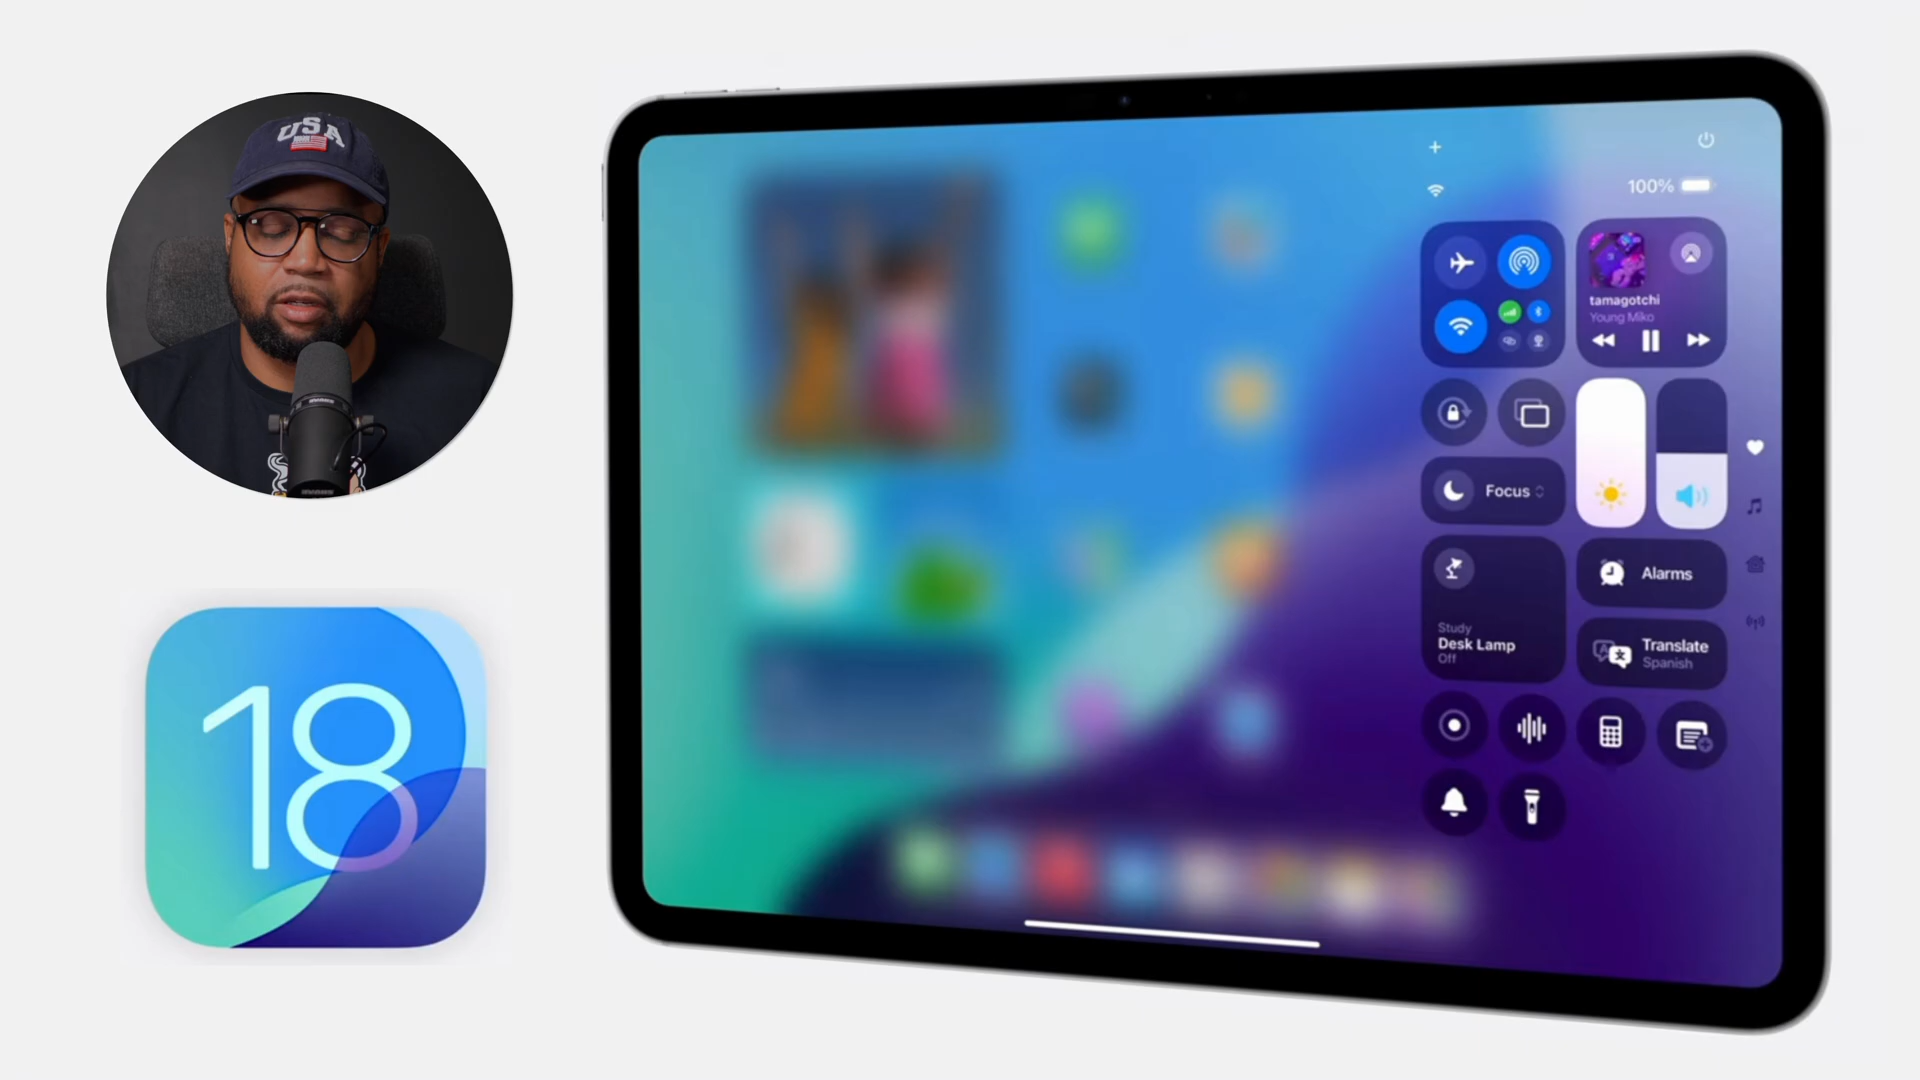 USA
18
100%
tamagotchi
Young Miko
Focus
Study
Desk Lamp
Off
Alarms
Translate
Spanish